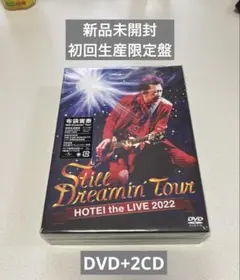 新品未開封
初回生産限定盤
布袋寅泰
Still
Dreamin' Tour
HOTEI the LIVE 2022
DVD
DVD+2CD